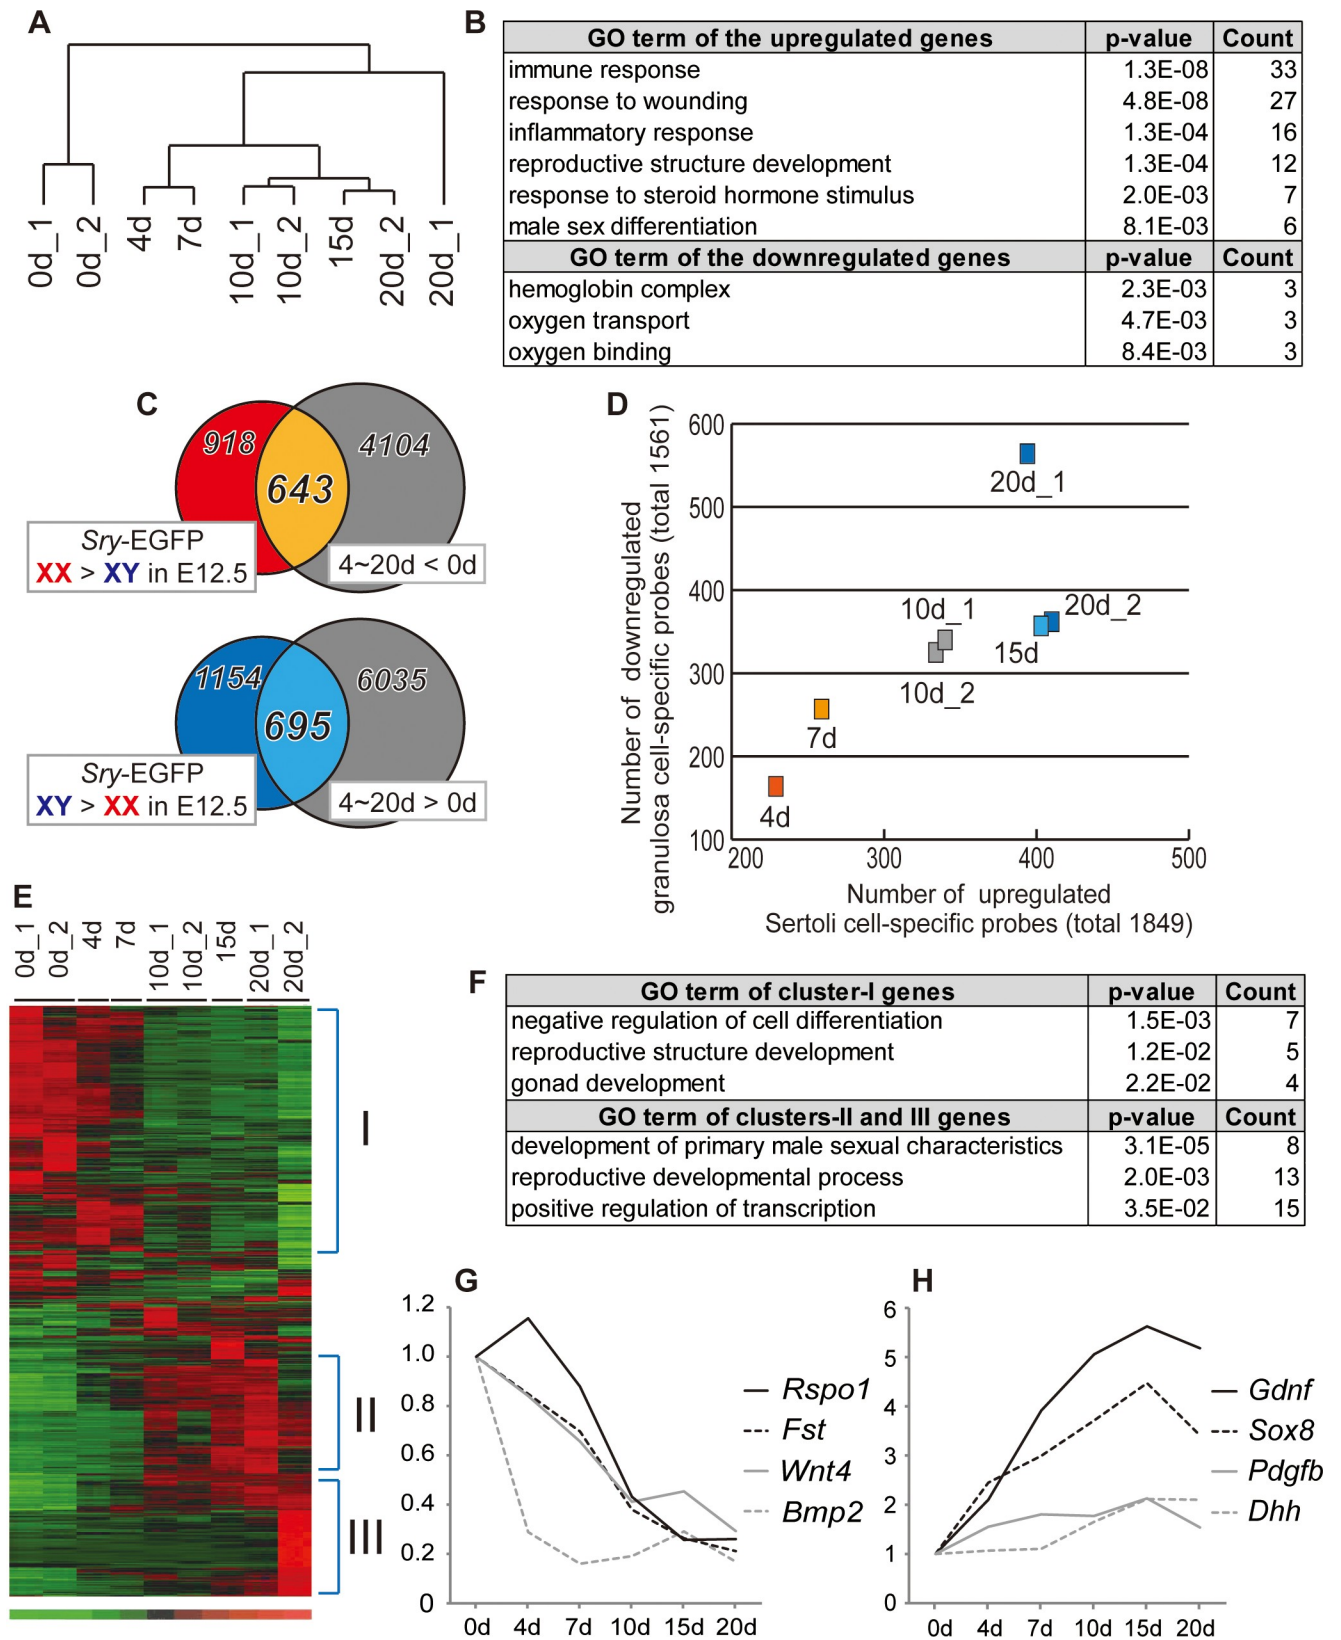 A
0d_1
0d_2
4d
7d
10d_1
10d_2
15d
20d_2
20d_1
B
GO term of the upregulated genes p-value Count
immune response 1.3E-08 33
response to wounding 4.8E-08 27
inflammatory response 1.3E-04 16
reproductive structure development 1.3E-04 12
response to steroid hormone stimulus 2.0E-03 7
male sex differentiation 8.1E-03 6
GO term of the downregulated genes p-value Count
hemoglobin complex 2.3E-03 3
oxygen transport 4.7E-03 3
oxygen binding 8.4E-03 3
C
918
643
4104
Sry-EGFP
XX > XY in E12.5
4~20d < 0d
1154
695
6035
Sry-EGFP
XY > XX in E12.5
4~20d > 0d
D
Number of downregulated
granulosa cell-specific probes (total 1561)
600
500
400
300
200
100
20d_1
10d_1
20d_2
15d
10d_2
7d
4d
200
300
400
500
Number of upregulated
Sertoli cell-specific probes (total 1849)
E
0d_1
0d_2
4d
7d
10d_1
10d_2
15d
20d_1
20d_2
I
II
III
F
GO term of cluster-I genes p-value Count
negative regulation of cell differentiation 1.5E-03 7
reproductive structure development 1.2E-02 5
gonad development 2.2E-02 4
GO term of clusters-II and III genes p-value Count
development of primary male sexual characteristics 3.1E-05 8
reproductive developmental process 2.0E-03 13
positive regulation of transcription 3.5E-02 15
G
1.2
1.0
0.8
0.6
0.4
0.2
0
0d 4d 7d 10d 15d 20d
Rspo1
Fst
Wnt4
Bmp2
H
6
5
4
3
2
1
0
0d 4d 7d 10d 15d 20d
Gdnf
Sox8
Pdgfb
Dhh